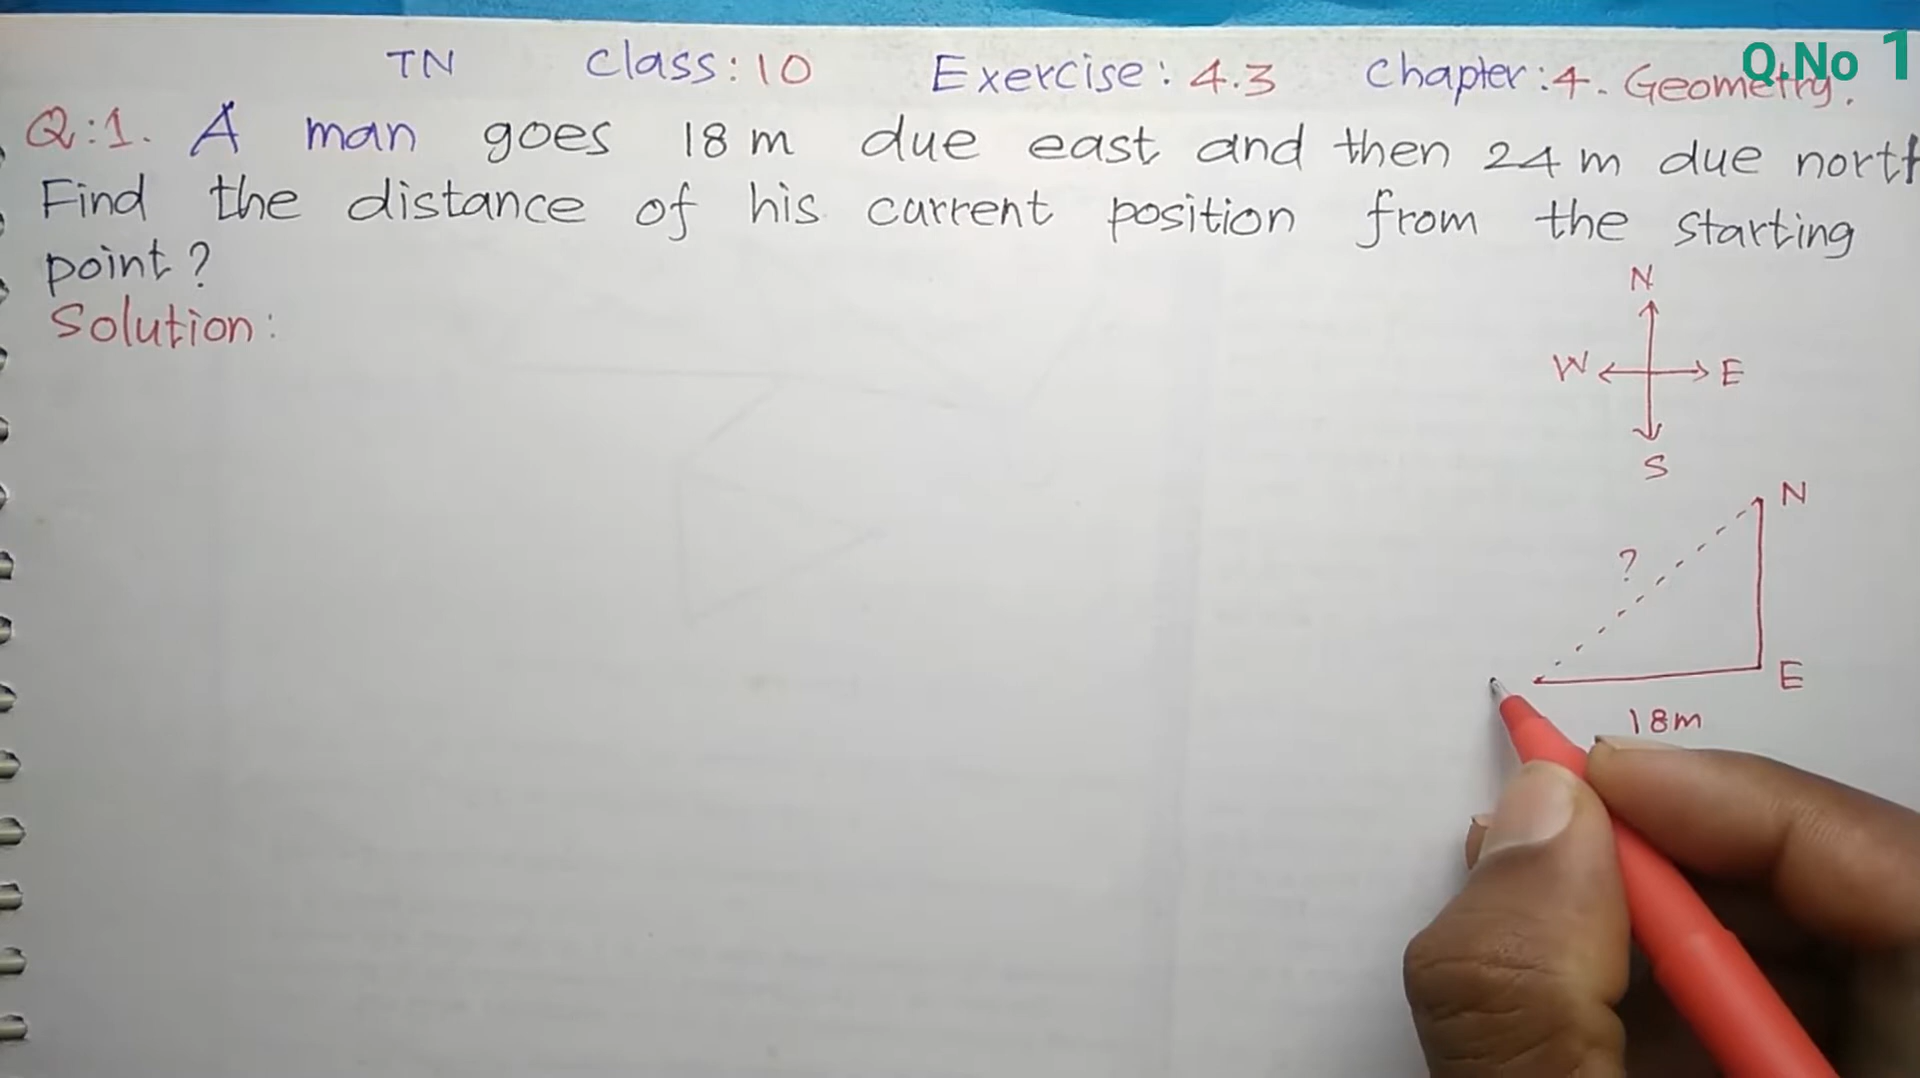 TN Class: 10 Exercise: 4.3 Chapter: 4. Geometry.
Q.No 1
Q:1. A man goes 18 m due east and then 24 m due north
Find the distance of his current position from the starting
point?
Solution:
N
W E
S
N
?
E
18m